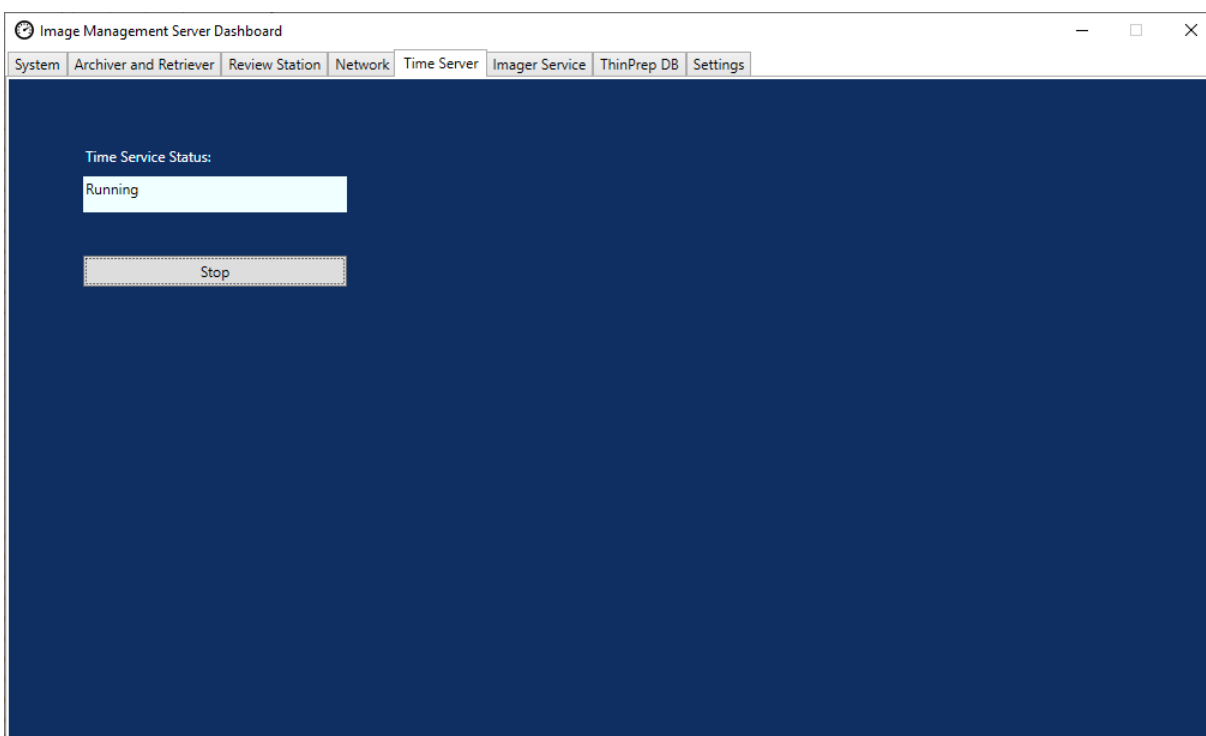 Image Management Server Dashboard
System Archiver and Retriever Review Station Network Time Server Imager Service ThinPrep DB Settings
Time Service Status:
Running
Stop